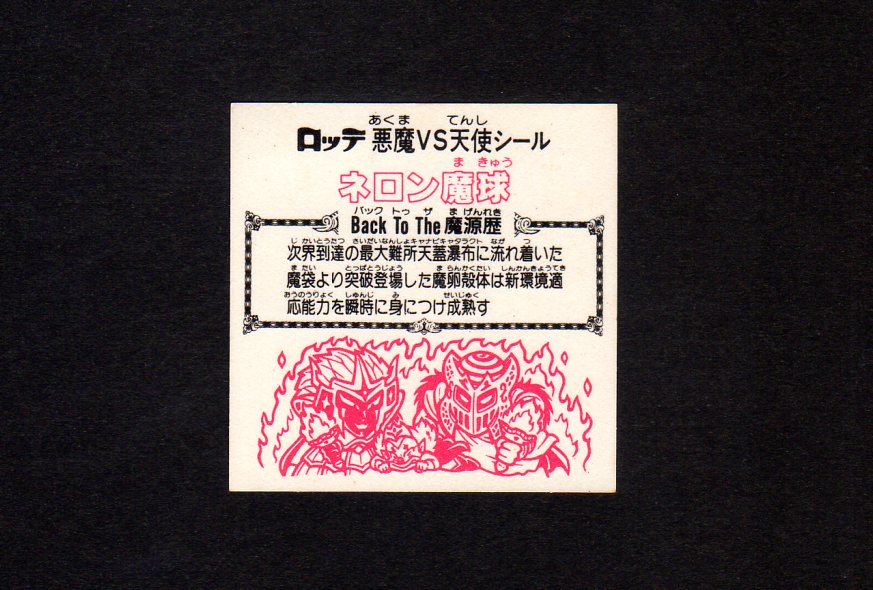 あくま てんし
ロッテ 悪魔VS天使シール
ま きゅう
ネロン魔球
バック トゥ ザ ま げんれき
Back To The 魔源歴
じ かいとうたつ さいだいなんしょキャナピキャタラクト なが つ
次界到達の最大難所天蓋瀑布に流れ着いた
ま たい とっぱとうじょう ま らんかくたい しんかんきょうてき
魔袋より突破登場した魔卵殻体は新環境適
おうのうりょく しゅんじ み せいじゅく
応能力を瞬時に身につけ成熟す